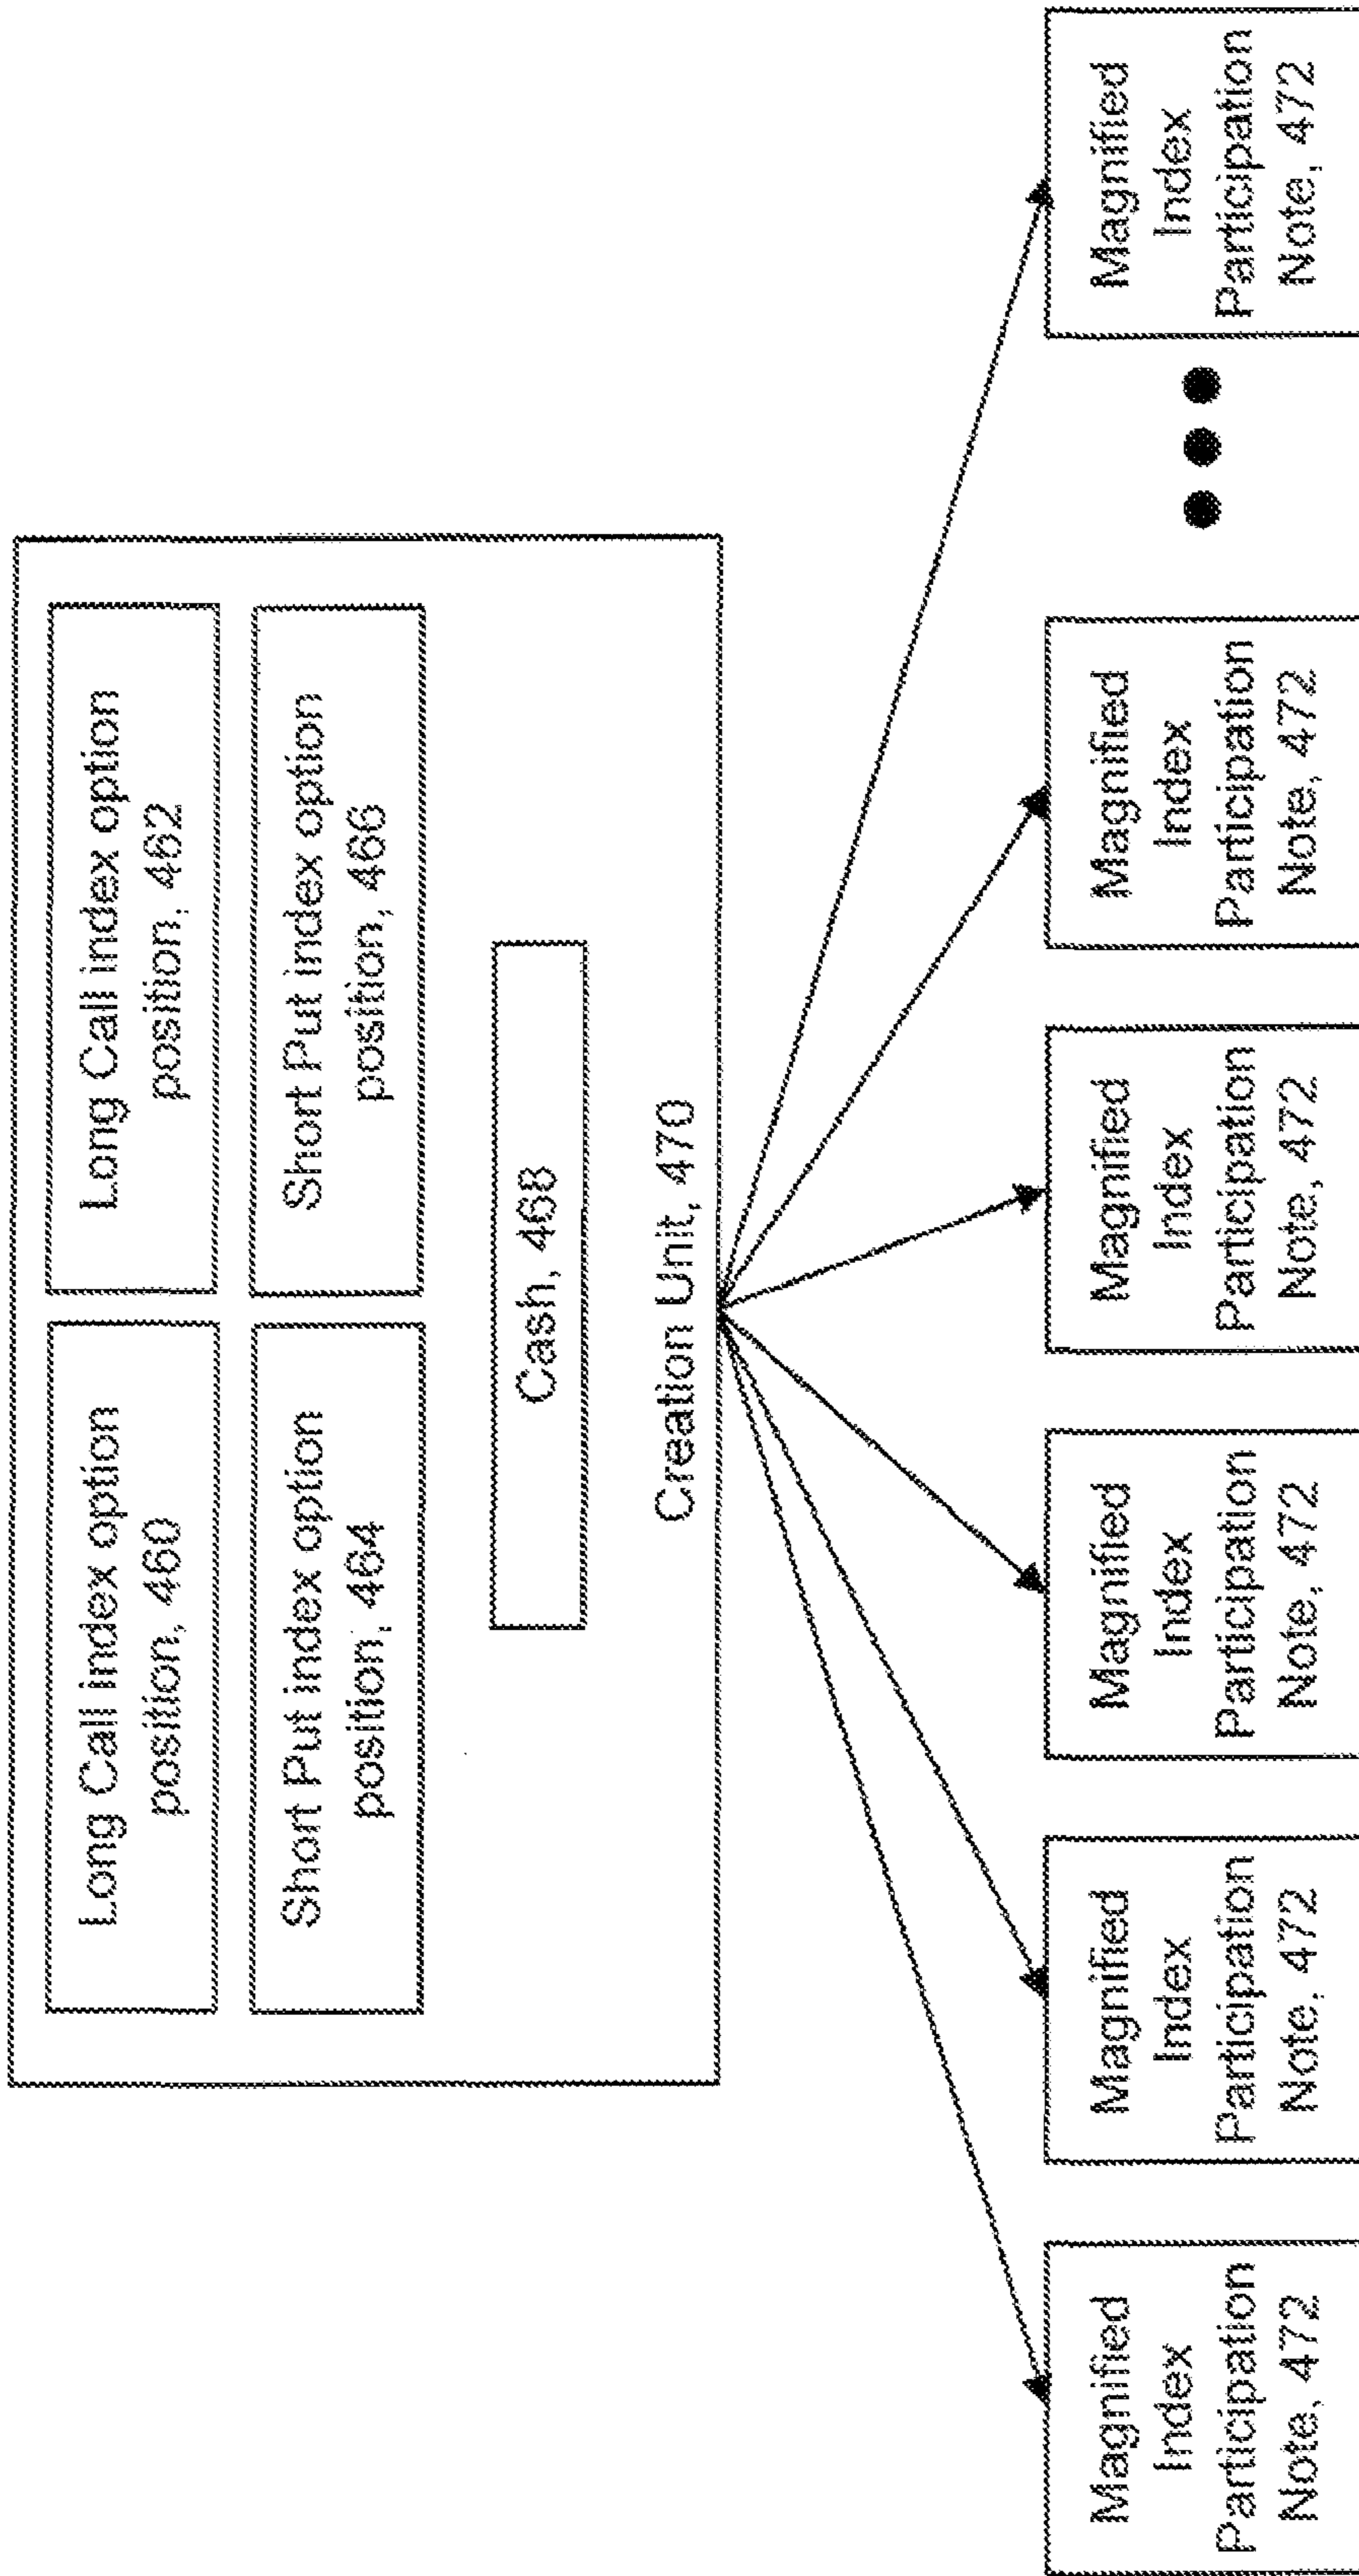 Long Call index option
position, 460
Long Call index option
position, 462
Short Put index option
position, 464
Short Put index option
position, 466
Cash, 468
Creation Unit, 470
Magnified
Index
Participation
Note, 472
Magnified
Index
Participation
Note, 472
Magnified
Index
Participation
Note, 472
Magnified
Index
Participation
Note, 472
Magnified
Index
Participation
Note, 472
Magnified
Index
Participation
Note, 472